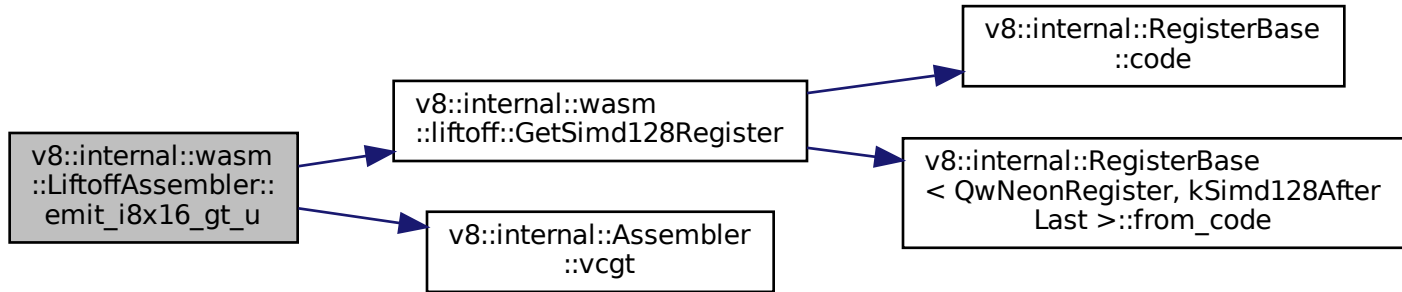 v8::internal::wasm
::LiftoffAssembler::
emit_i8x16_gt_u
v8::internal::wasm
::liftoff::GetSimd128Register
v8::internal::Assembler
::vcgt
v8::internal::RegisterBase
::code
v8::internal::RegisterBase
< QwNeonRegister, kSimd128After
Last >::from_code